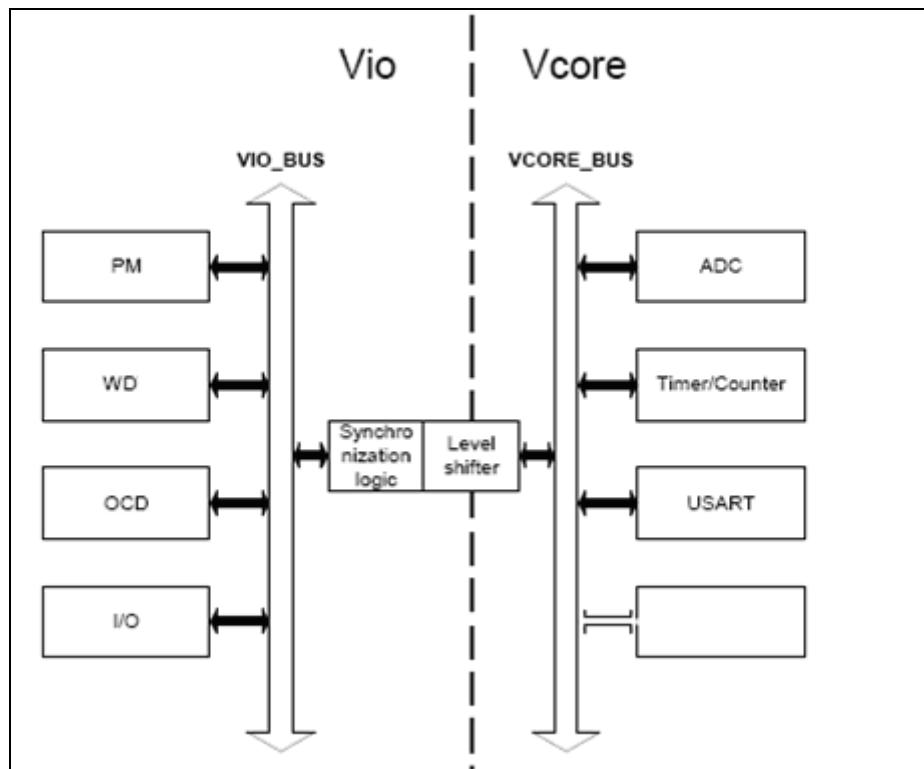 Vio
Vcore
VIO_BUS
VCORE_BUS
PM
ADC
WD
Timer/Counter
Synchro
nization
logic
Level
shifter
OCD
USART
I/O